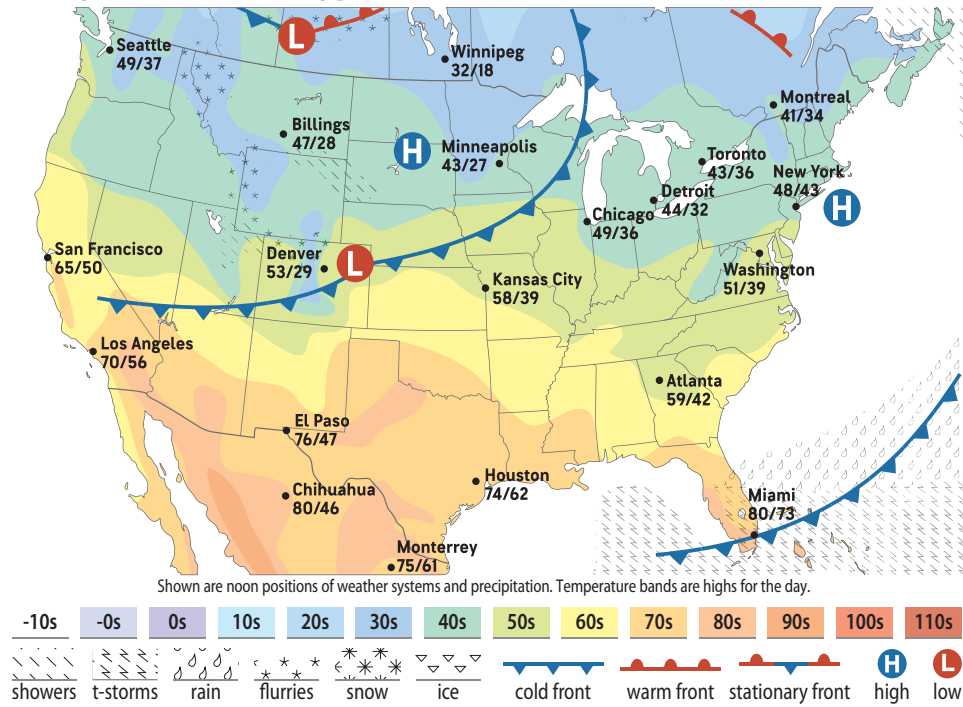 L
Seattle
49/37
Winnipeg
32/18
Billings
47/28
H
Minneapolis
43/27
Montreal
41/34
Toronto
43/36
New York
48/43
H
Detroit
44/32
Chicago
49/36
San Francisco
65/50
Denver
53/29
L
Kansas City
58/39
Washington
51/39
Los Angeles
70/56
Atlanta
59/42
El Paso
76/47
Houston
74/62
Chihuahua
80/46
Miami
80/73
Monterrey
75/61
Shown are noon positions of weather systems and precipitation. Temperature bands are highs for the day.
-10s -0s 0s 10s 20s 30s 40s 50s 60s 70s 80s 90s 100s 110s
H L
showers t-storms rain flurries snow ice cold front warm front stationary front high low